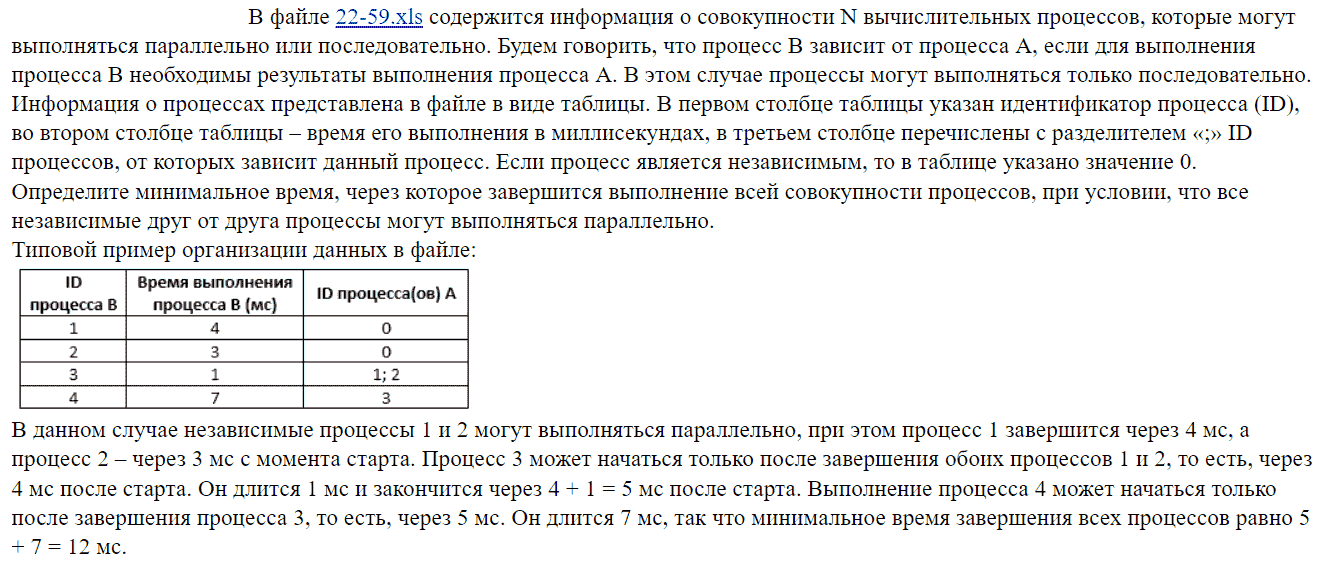 В файле 22-59.xls содержится информация о совокупности N вычислительных процессов, которые могут
выполняться параллельно или последовательно. Будем говорить, что процесс B зависит от процесса A, если для выполнения
процесса B необходимы результаты выполнения процесса A. В этом случае процессы могут выполняться только последовательно.
Информация о процессах представлена в файле в виде таблицы. В первом столбце таблицы указан идентификатор процесса (ID),
во втором столбце таблицы – время его выполнения в миллисекундах, в третьем столбце перечислены с разделителем «;» ID
процессов, от которых зависит данный процесс. Если процесс является независимым, то в таблице указано значение 0.
Определите минимальное время, через которое завершится выполнение всей совокупности процессов, при условии, что все
независимые друг от друга процессы могут выполняться параллельно.
Типовой пример организации данных в файле:
ID процесса B Время выполнения процесса B (мс) ID процесса(ов) A
1 4 0
2 3 0
3 1 1; 2
4 7 3
В данном случае независимые процессы 1 и 2 могут выполняться параллельно, при этом процесс 1 завершится через 4 мс, а
процесс 2 – через 3 мс с момента старта. Процесс 3 может начаться только после завершения обоих процессов 1 и 2, то есть, через
4 мс после старта. Он длится 1 мс и закончится через 4 + 1 = 5 мс после старта. Выполнение процесса 4 может начаться только
после завершения процесса 3, то есть, через 5 мс. Он длится 7 мс, так что минимальное время завершения всех процессов равно 5
+ 7 = 12 мс.